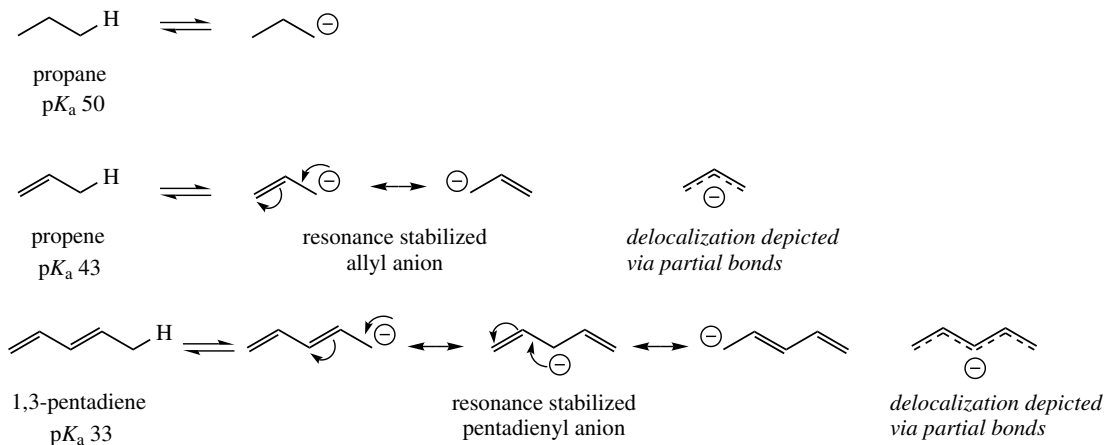 H
propane
pKa 50
H
propene
pKa 43
resonance stabilized
allyl anion
delocalization depicted
via partial bonds
H
1,3-pentadiene
pKa 33
resonance stabilized
pentadienyl anion
delocalization depicted
via partial bonds